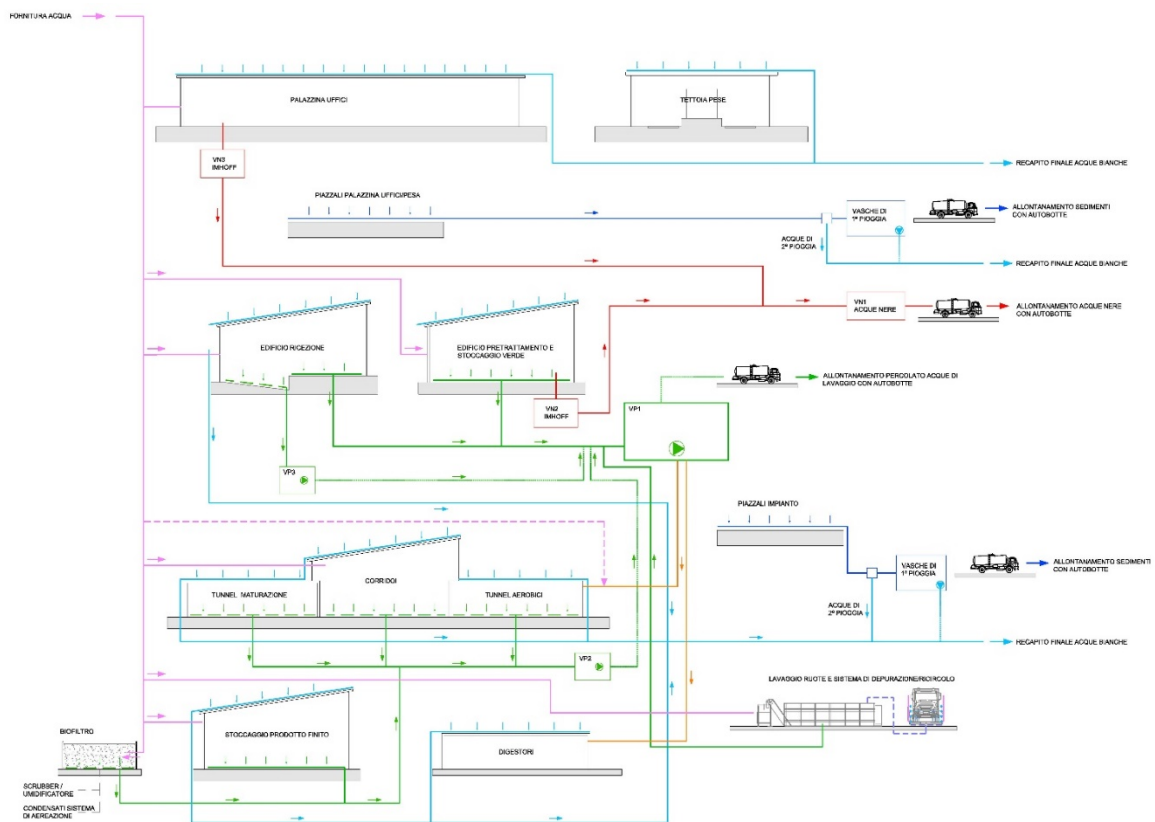 FORNITURA ACQUA
PALAZZINA UFFICI
TETTOIA PESE
VN3
IMHOFF
RECAPITO FINALE ACQUE BIANCHE
PIAZZALI PALAZZINA UFFICI/PESA
VASCHE DI
1ª PIOGGIA
ALLONTANAMENTO SEDIMENTI
CON AUTOBOTTE
ACQUE DI
2ª PIOGGIA
RECAPITO FINALE ACQUE BIANCHE
VN1
ACQUE NERE
ALLONTANAMENTO ACQUE NERE
CON AUTOBOTTE
EDIFICIO RICEZIONE
EDIFICIO PRETRATTAMENTO E
STOCCAGGIO VERDE
ALLONTANAMENTO PERCOLATO ACQUE DI
LAVAGGIO CON AUTOBOTTE
VP1
VN2
IMHOFF
VP3
PIAZZALI IMPIANTO
CORRIDOI
TUNNEL MATURAZIONE
TUNNEL AEROBICI
VASCHE DI
1ª PIOGGIA
ALLONTANAMENTO SEDIMENTI
CON AUTOBOTTE
ACQUE DI
2ª PIOGGIA
RECAPITO FINALE ACQUE BIANCHE
VP2
LAVAGGIO RUOTE E SISTEMA DI DEPURAZIONE/RICIRCOLO
BIOFILTRO
STOCCAGGIO PRODOTTO FINITO
DIGESTORI
SCRUBBER /
UMIDIFICATORE
CONDENSATI SISTEMA
DI AEREAZIONE